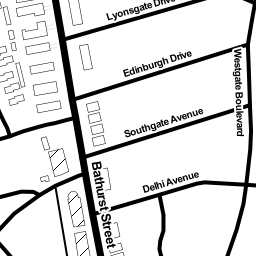 Lyonsgate Drive
Edinburgh Drive
Westgate Boulevard
Southgate Avenue
Bathurst Street
Delhi Avenue